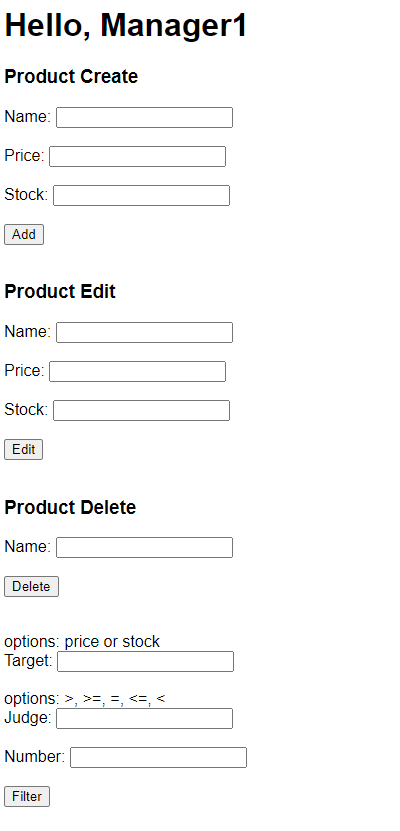 Hello, Manager1
Product Create
Name:
Price:
Stock:
Add
Product Edit
Name:
Price:
Stock:
Edit
Product Delete
Name:
Delete
options: price or stock
Target:
options: >, >=, =, <=, <
Judge:
Number:
Filter